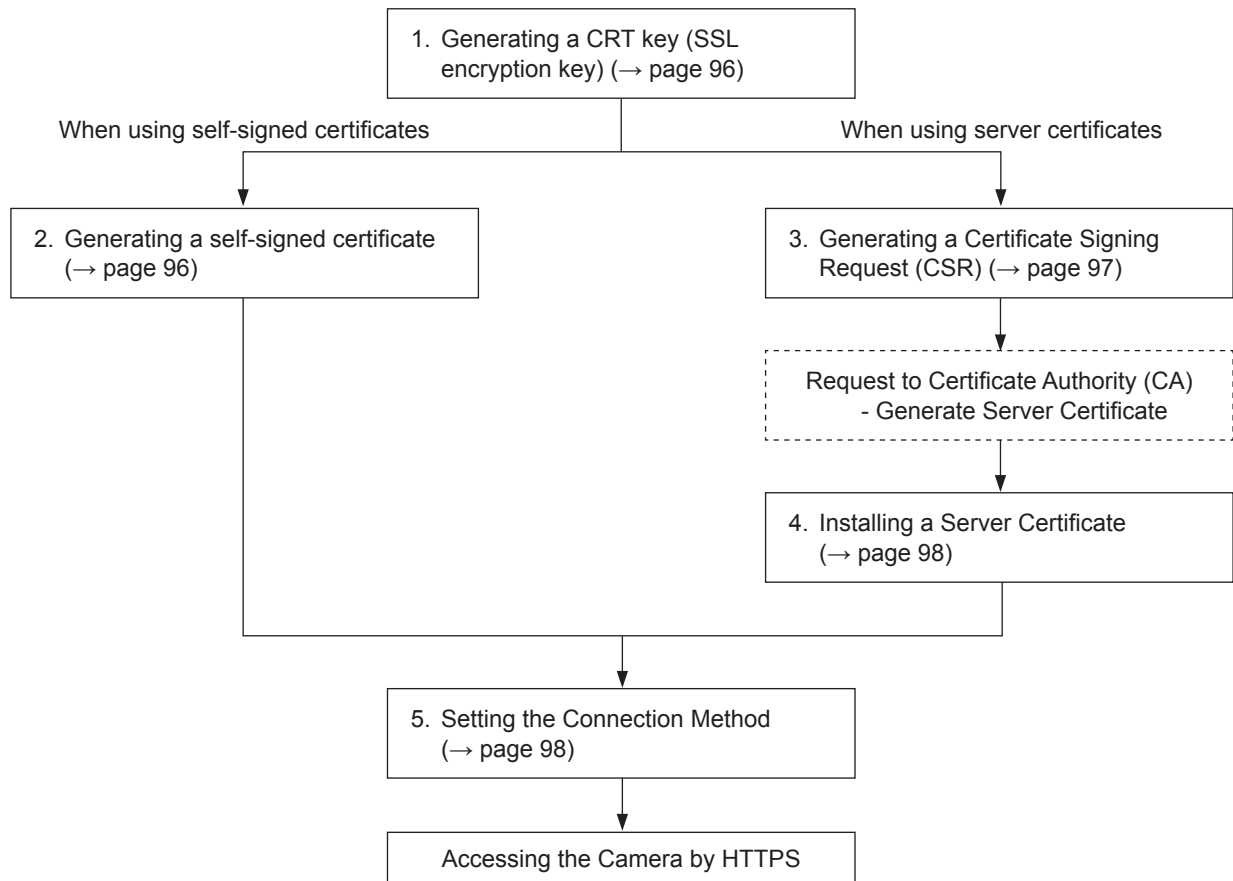 1. Generating a CRT key (SSL
encryption key) (→ page 96)
When using self-signed certificates
When using server certificates
2. Generating a self-signed certificate
(→ page 96)
3. Generating a Certificate Signing
Request (CSR) (→ page 97)
Request to Certificate Authority (CA)
- Generate Server Certificate
4. Installing a Server Certificate
(→ page 98)
5. Setting the Connection Method
(→ page 98)
Accessing the Camera by HTTPS